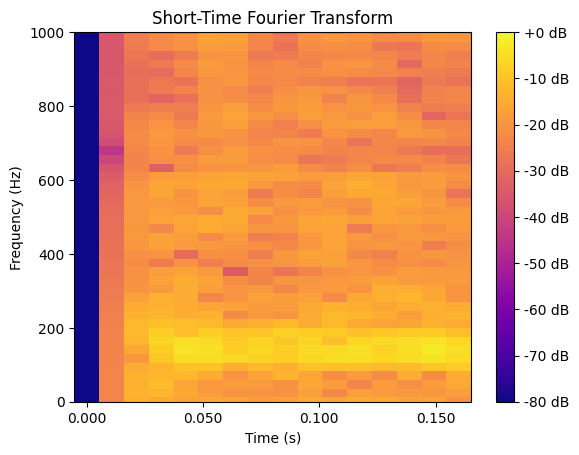 Short-Time Fourier Transform
1000
800
600
400
200
0
Frequency (Hz)
0.000
0.050
0.100
0.150
Time (s)
+0 dB
-10 dB
-20 dB
-30 dB
-40 dB
-50 dB
-60 dB
-70 dB
-80 dB